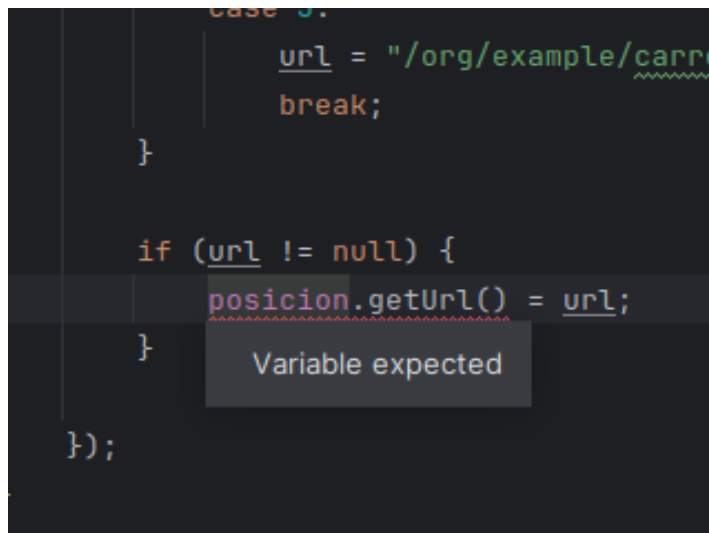 url = "/org/example/carr
break;
}
if (url != null) {
posicion.getUrl() = url;
}
Variable expected
});